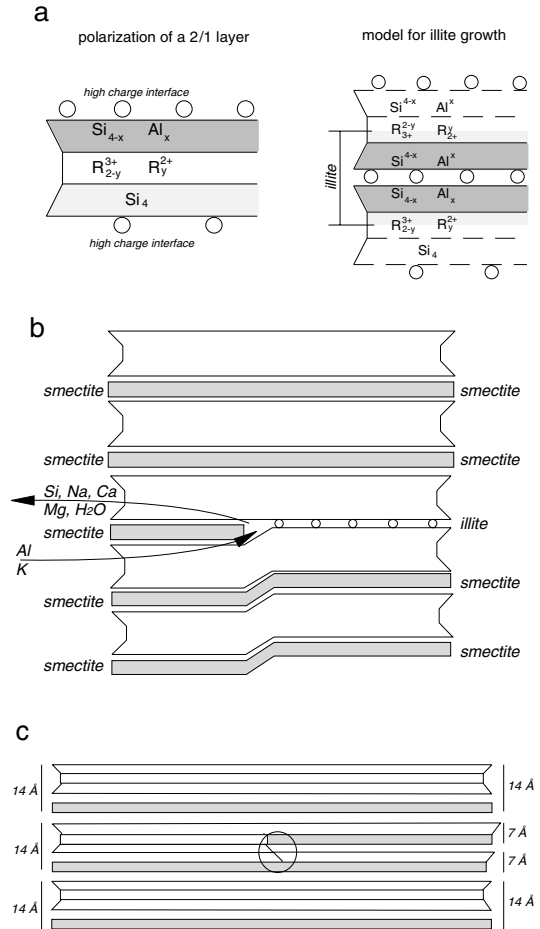 a
polarization of a 2/1 layer
high charge interface
Si4-x Alx
R3+2-y R2+y
Si4
high charge interface
model for illite growth
Si4-x Alx
R2-y3+ Ry2+
Si4-x Alx
illite
Si4-x Alx
R3+2-y R2+y
Si4
b
smectite smectite
smectite smectite
Si, Na, Ca
Mg, H2O
smectite illite
Al
K
smectite smectite
smectite smectite
c
14 Å 14 Å
14 Å 7 Å
7 Å
14 Å 14 Å